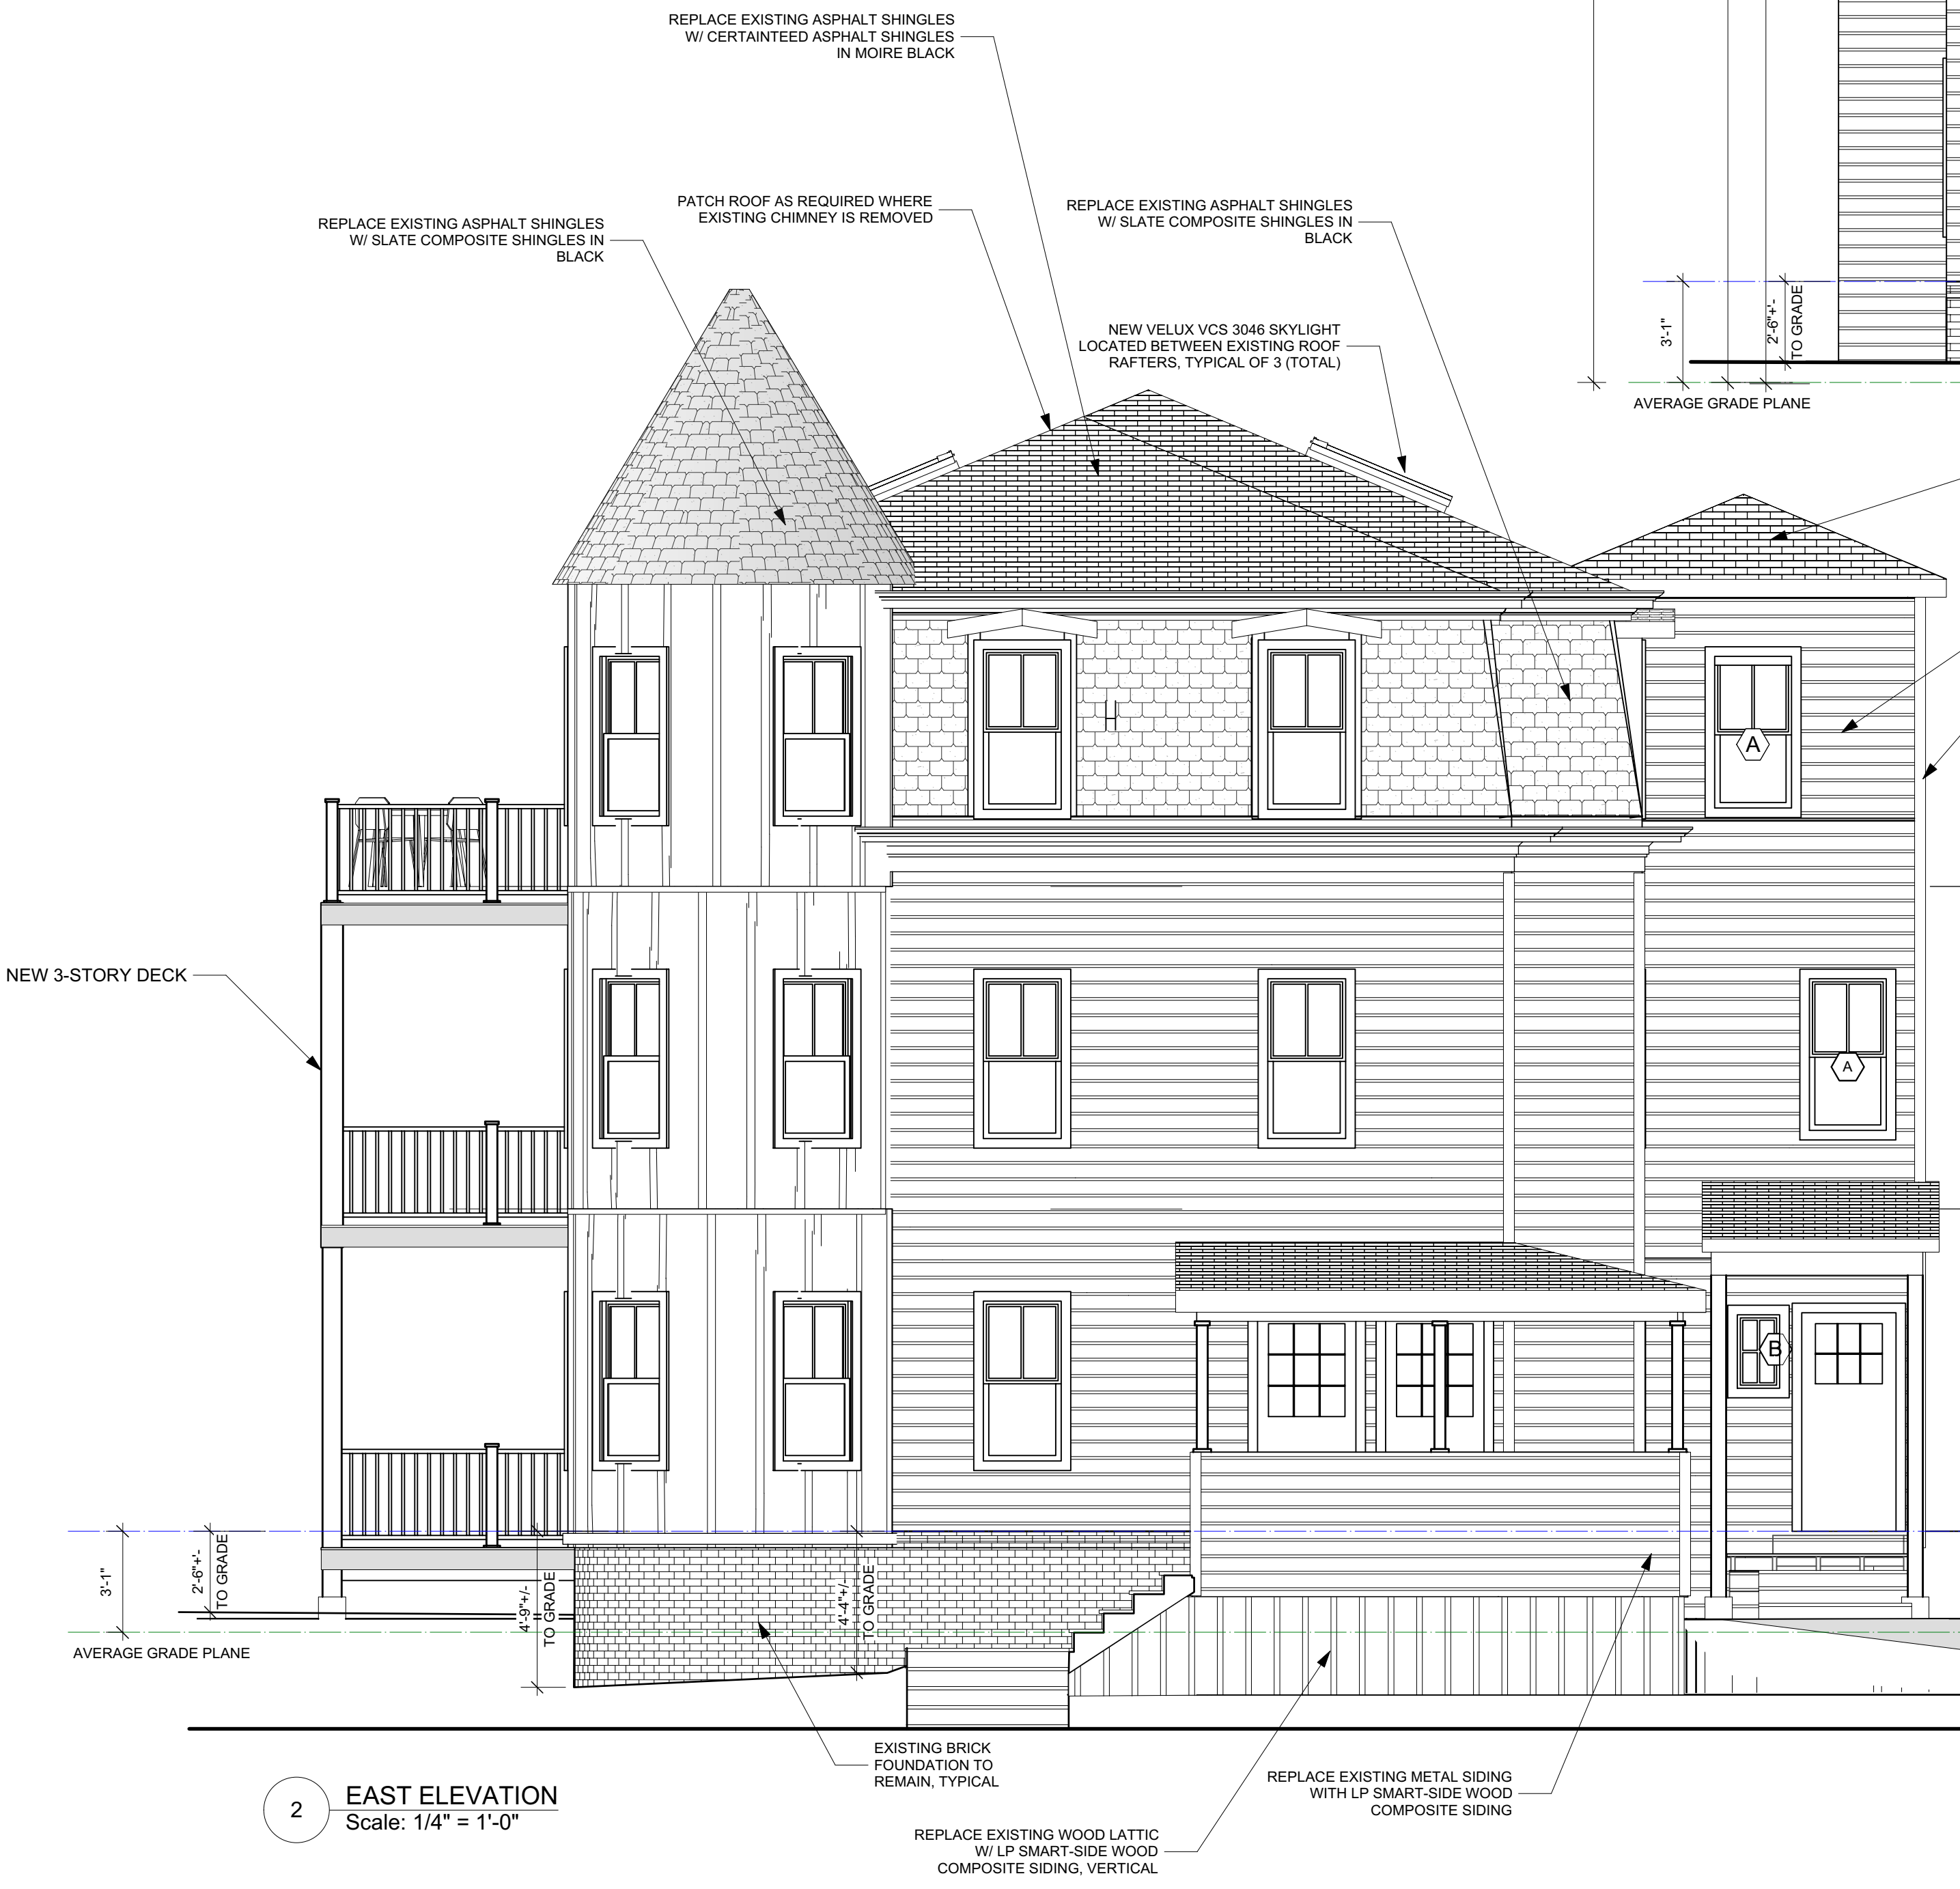 REPLACE EXISTING ASPHALT SHINGLES
W/ CERTAINTEED ASPHALT SHINGLES
IN MOIRE BLACK
PATCH ROOF AS REQUIRED WHERE
EXISTING CHIMNEY IS REMOVED
REPLACE EXISTING ASPHALT SHINGLES
W/ SLATE COMPOSITE SHINGLES IN
BLACK
REPLACE EXISTING ASPHALT SHINGLES
W/ SLATE COMPOSITE SHINGLES IN
BLACK
NEW VELUX VCS 3046 SKYLIGHT
LOCATED BETWEEN EXISTING ROOF
RAFTERS, TYPICAL OF 3 (TOTAL)
3'-1"
2'-6"+'-
TO GRADE
AVERAGE GRADE PLANE
A
NEW 3-STORY DECK
A
B
3'-1"
2'-6"+'-
TO GRADE
4'-9"+/-
TO GRADE
4'-4"+/-
TO GRADE
AVERAGE GRADE PLANE
EXISTING BRICK
FOUNDATION TO
REMAIN, TYPICAL
REPLACE EXISTING METAL SIDING
WITH LP SMART-SIDE WOOD
COMPOSITE SIDING
REPLACE EXISTING WOOD LATTIC
W/ LP SMART-SIDE WOOD
COMPOSITE SIDING, VERTICAL
2
EAST ELEVATION
Scale: 1/4" = 1'-0"